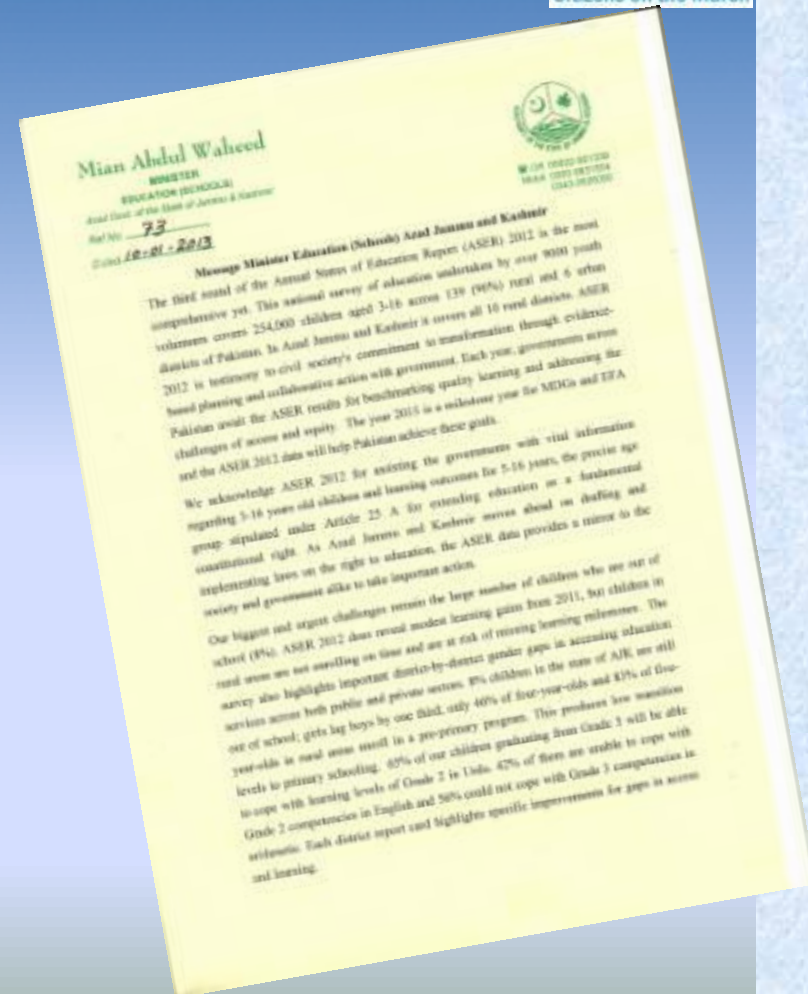 Citizens on the March
Mian Abdul Waheed
MINISTER
EDUCATION (SCHOOLS)
Azad Govt. of the State of Jammu & Kashmir
Ref No. 73
Dated 10-01-2013
Message Minister Education (Schools) Azad Jammu and Kashmir
The third round of the Annual Status of Education Report (ASER) 2012 is the most
comprehensive yet. This national survey of education undertaken by over 9000 youth
volunteers covers 254,000 children aged 3-16 across 139 (96%) rural and 6 urban
districts of Pakistan. In Azad Jammu and Kashmir it covers all 10 rural districts. ASER
2012 is testimony to civil society's commitment to transformation through evidence-
based planning and collaborative action with government. Each year, governments across
Pakistan await the ASER results for benchmarking quality learning and addressing the
challenges of access and equity. The year 2015 is a milestone year for MDGs and EFA
and the ASER 2012 data will help Pakistan achieve these goals.
We acknowledge ASER 2012 for assisting the governments with vital information
regarding 3-16 years old children and learning outcomes for 5-16 years, the precise age
group stipulated under Article 25 A for extending education as a fundamental
constitutional right. As Azad Jammu and Kashmir moves ahead on drafting and
implementing laws on the right to education, the ASER data provides a mirror to the
society and government alike to take important action.
Our biggest and urgent challenges remain the large number of children who are out of
school (8%). ASER 2012 does reveal modest learning gains from 2011, but children in
rural areas are not enrolling on time and are at risk of missing learning milestones. The
survey also highlights important district-by-district gender gaps in accessing education
services across both public and private sectors. 8% children in the state of AJK are still
out of school; girls lag boys by one third, only 46% of four-year-olds and 83% of five-
year-olds in rural areas enroll in a pre-primary program. This produces low transition
levels to primary schooling. 65% of our children graduating from Grade 5 will be able
to cope with learning levels of Grade 2 in Urdu. 42% of them are unable to cope with
Grade 2 competencies in English and 56% could not cope with Grade 3 competencies in
arithmetic. Each district report card highlights specific improvements for gaps in access
and learning.